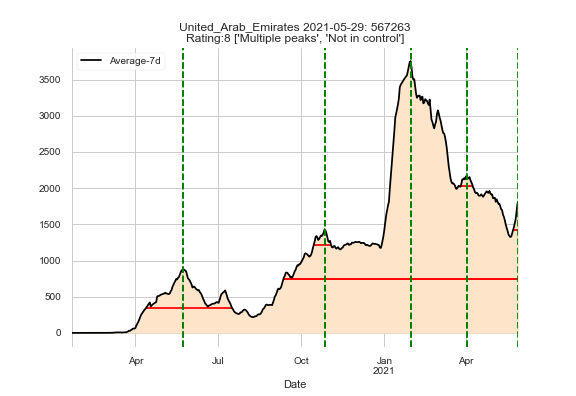 United_Arab_Emirates 2021-05-29: 567263
Rating:8 ['Multiple peaks', 'Not in control']
Average-7d
3500
3000
2500
2000
1500
1000
500
0
Apr
Jul
Oct
Jan
2021
Apr
Date